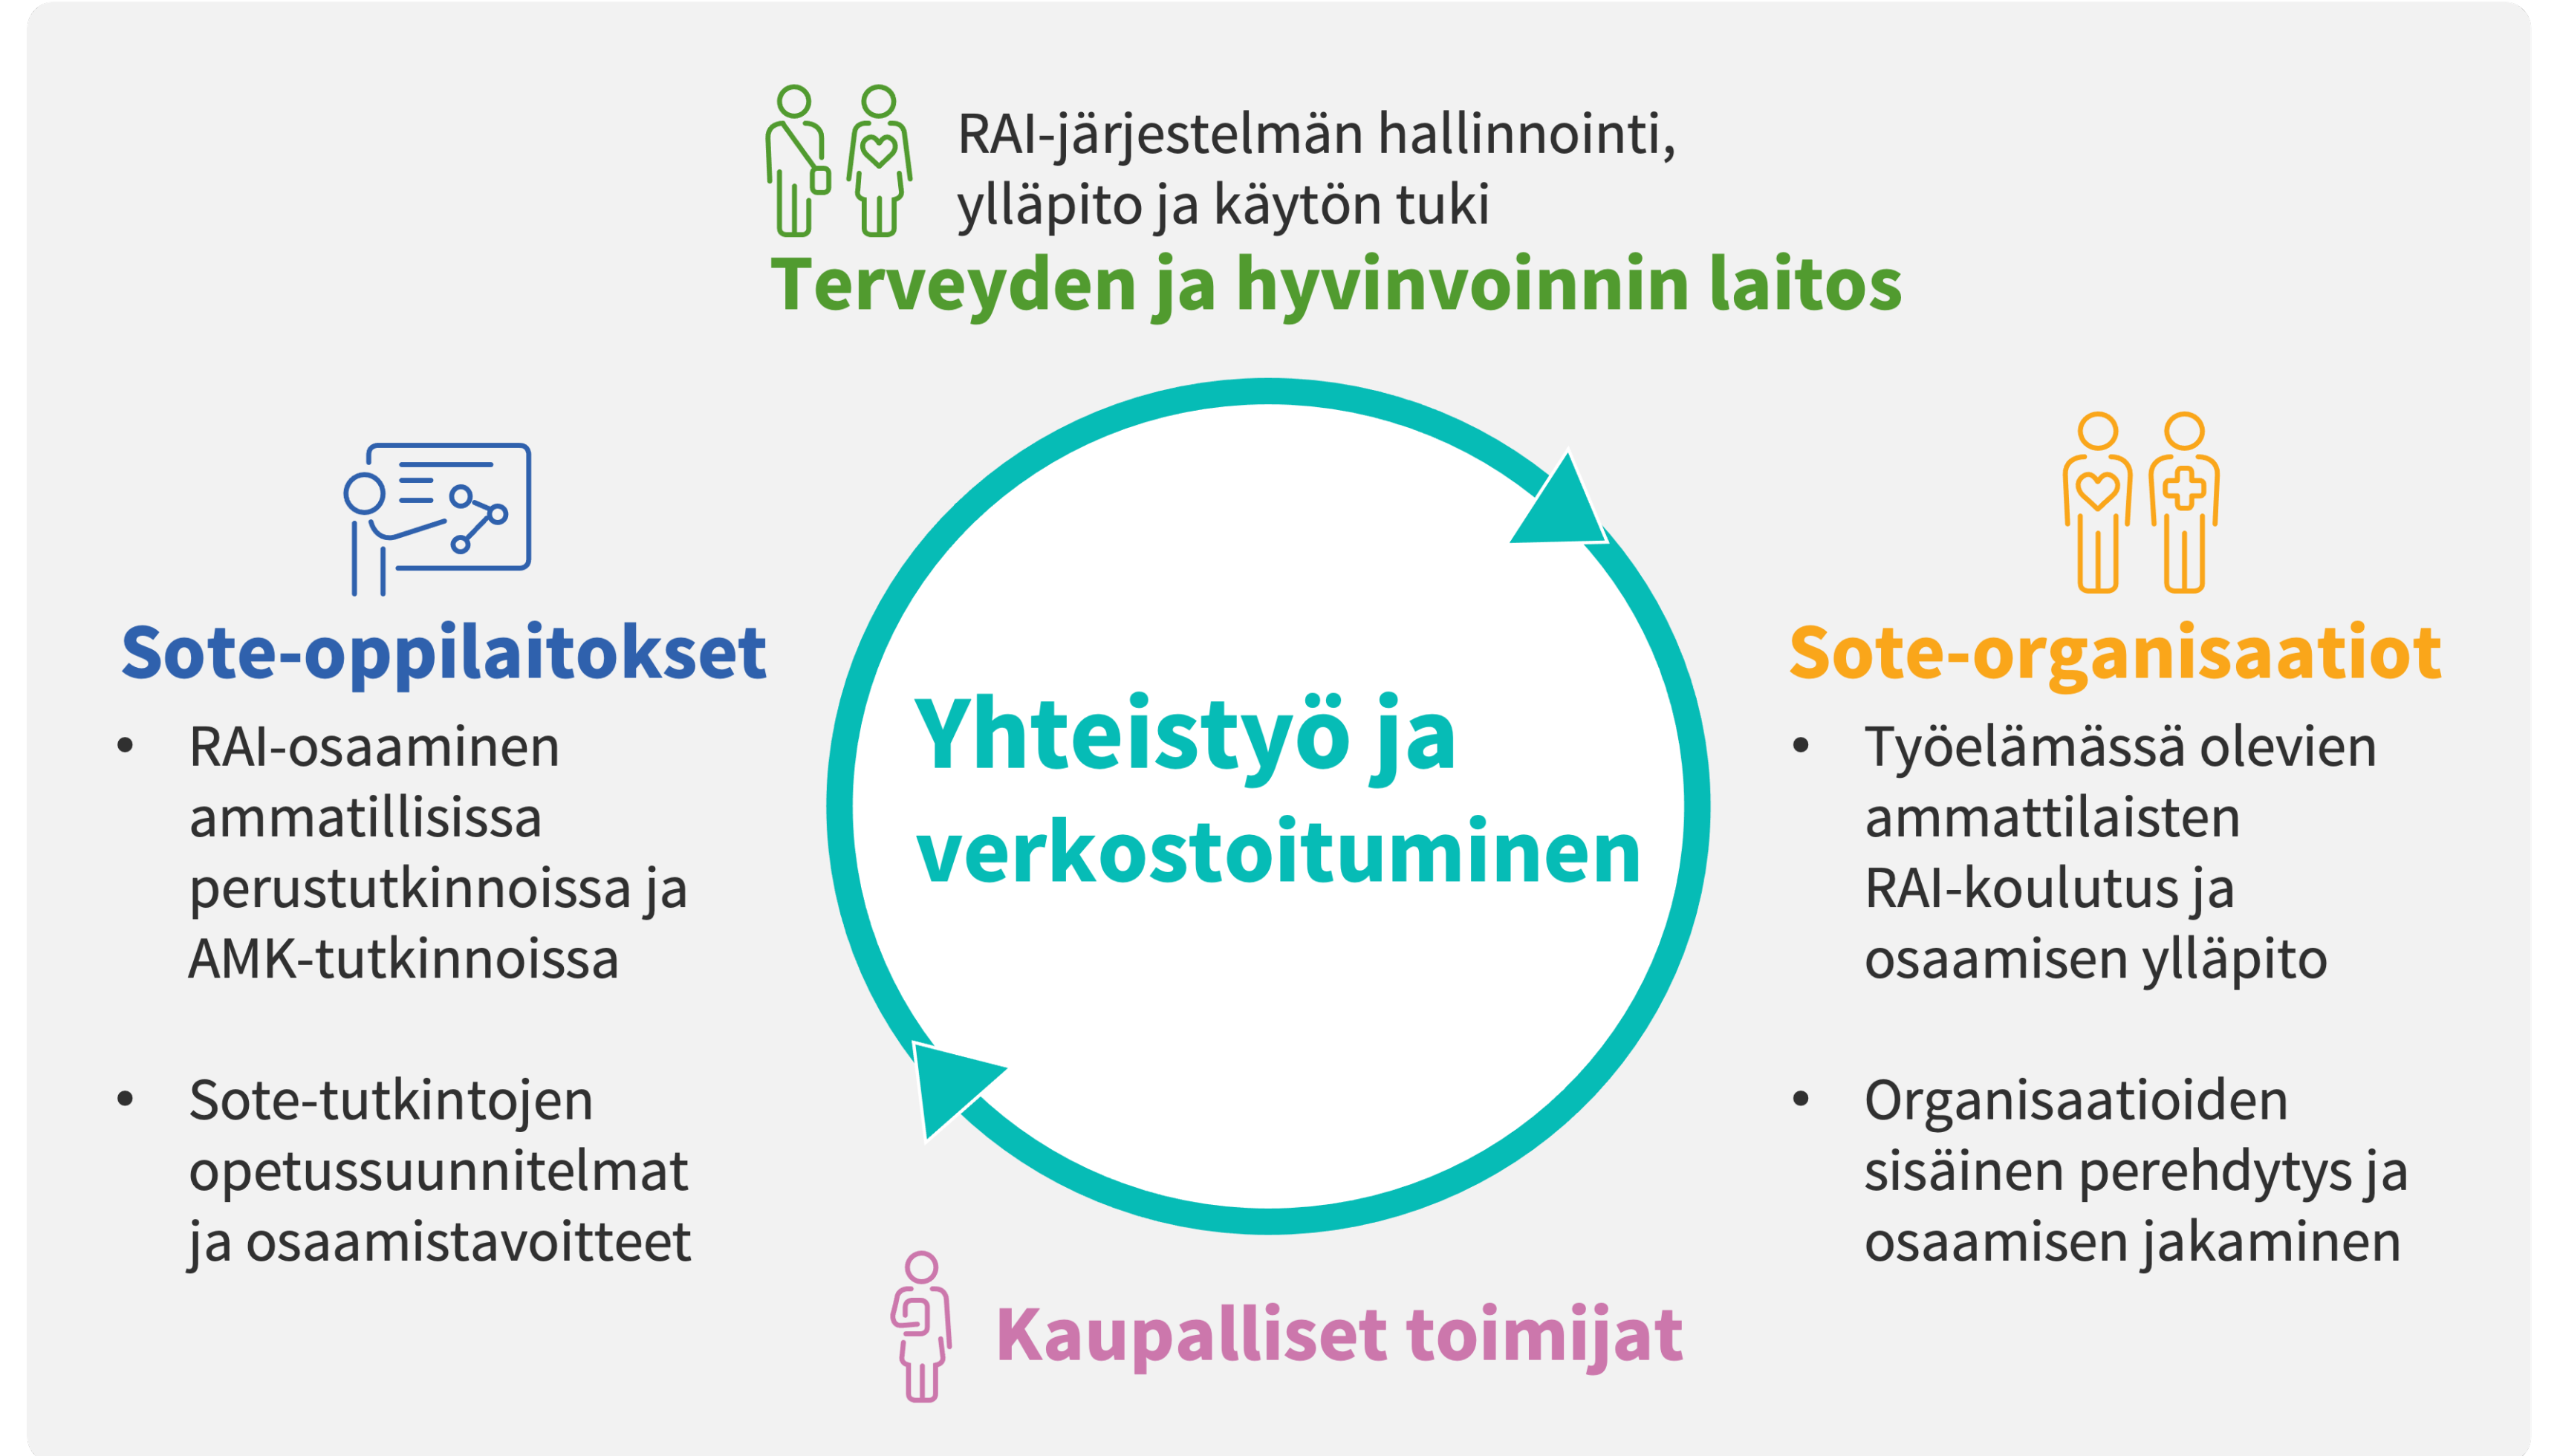 RAI-järjestelmän hallinnointi,
ylläpito ja käytön tuki
Terveyden ja hyvinvoinnin laitos
Sote-oppilaitokset
• RAI-osaaminen
ammatillisissa
perustutkinnoissa ja
AMK-tutkinnoissa
• Sote-tutkintojen
opetussuunnitelmat
ja osaamistavoitteet
Yhteistyö ja
verkostoituminen
Sote-organisaatiot
• Työelämässä olevien
ammattilaisten
RAI-koulutus ja
osaamisen ylläpito
• Organisaatioiden
sisäinen perehdytys ja
osaamisen jakaminen
Kaupalliset toimijat